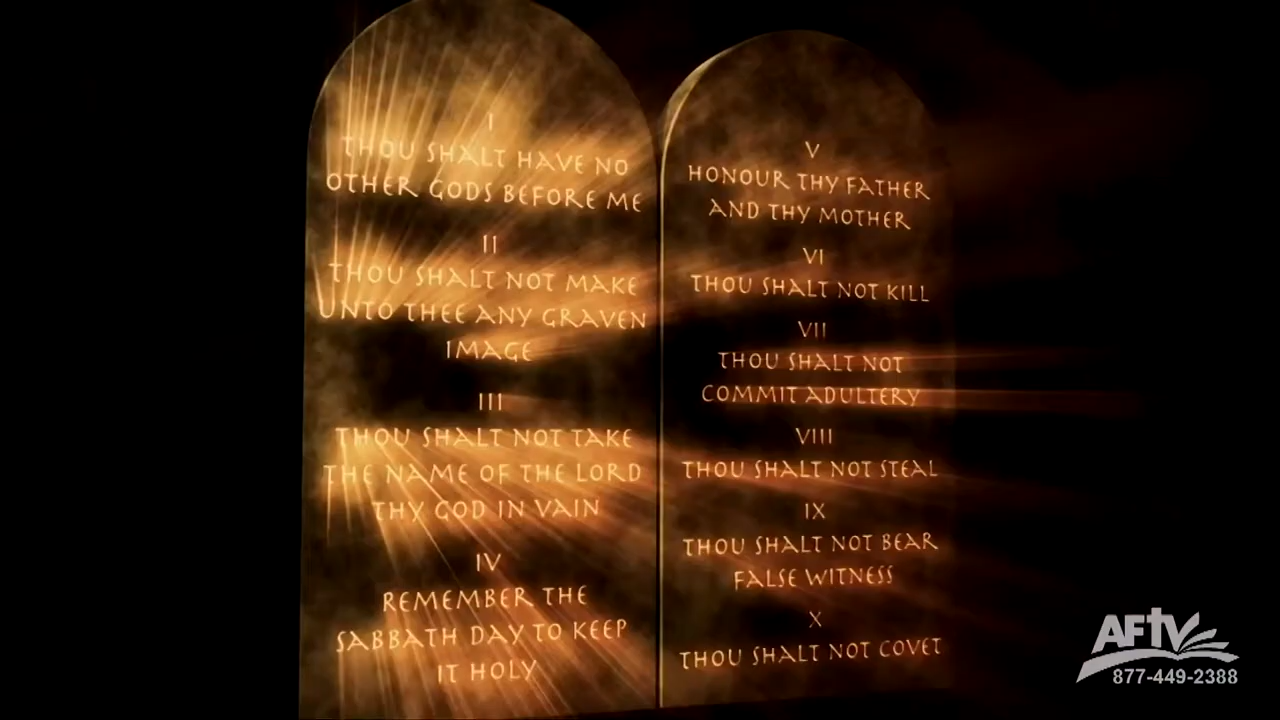 I
THOU SHALT HAVE NO
OTHER GODS BEFORE ME
II
THOU SHALT NOT MAKE
UNTO THEE ANY GRAVEN
IMAGE
III
THOU SHALT NOT TAKE
THE NAME OF THE LORD
THY GOD IN VAIN
IV
REMEMBER THE
SABBATH DAY TO KEEP
IT HOLY
V
HONOUR THY FATHER
AND THY MOTHER
VI
THOU SHALT NOT KILL
VII
THOU SHALT NOT
COMMIT ADULTERY
VIII
THOU SHALT NOT STEAL
IX
THOU SHALT NOT BEAR
FALSE WITNESS
X
THOU SHALT NOT COVET
AFtv
877-449-2388